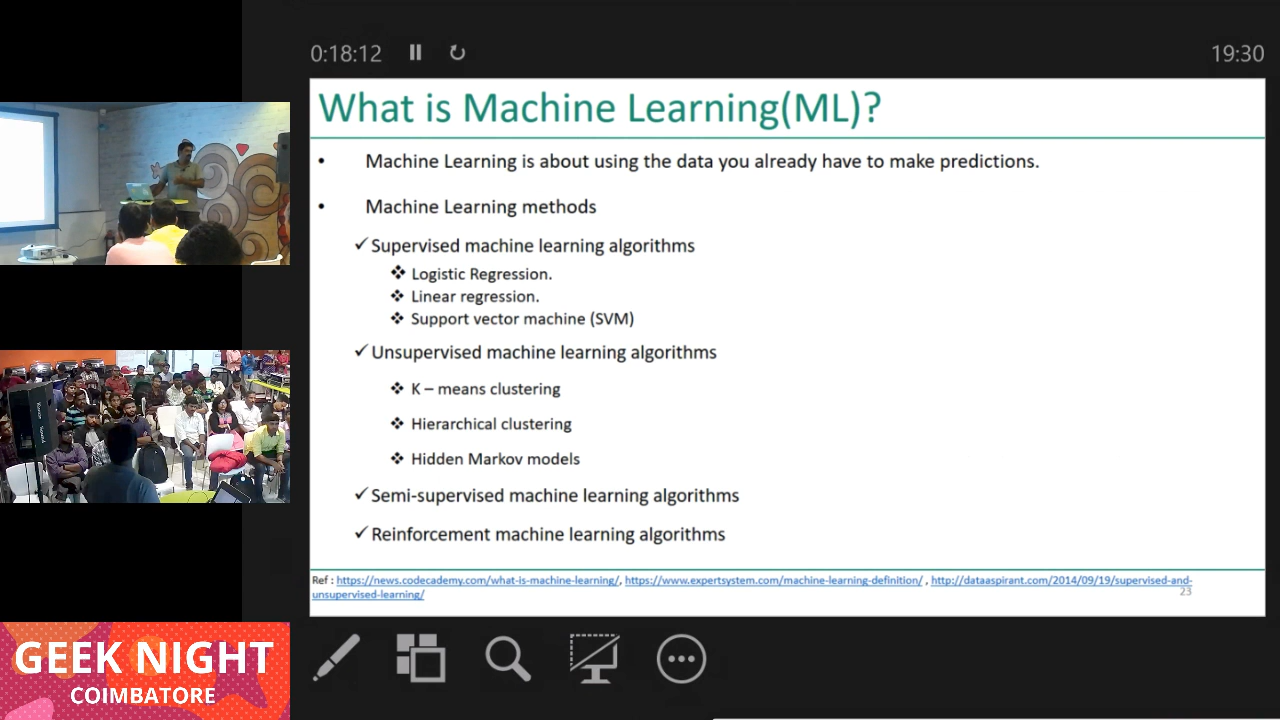 0:18:12
19:30
What is Machine Learning(ML)?
• Machine Learning is about using the data you already have to make predictions.
• Machine Learning methods
✓Supervised machine learning algorithms
❖ Logistic Regression.
❖ Linear regression.
❖ Support vector machine (SVM)
✓Unsupervised machine learning algorithms
❖ K – means clustering
❖ Hierarchical clustering
❖ Hidden Markov models
✓Semi-supervised machine learning algorithms
✓Reinforcement machine learning algorithms
Ref : https://news.codecademy.com/what-is-machine-learning/, https://www.expertsystem.com/machine-learning-definition/ , http://dataaspirant.com/2014/09/19/supervised-and-
unsupervised-learning/
23
GEEK NIGHT
COIMBATORE